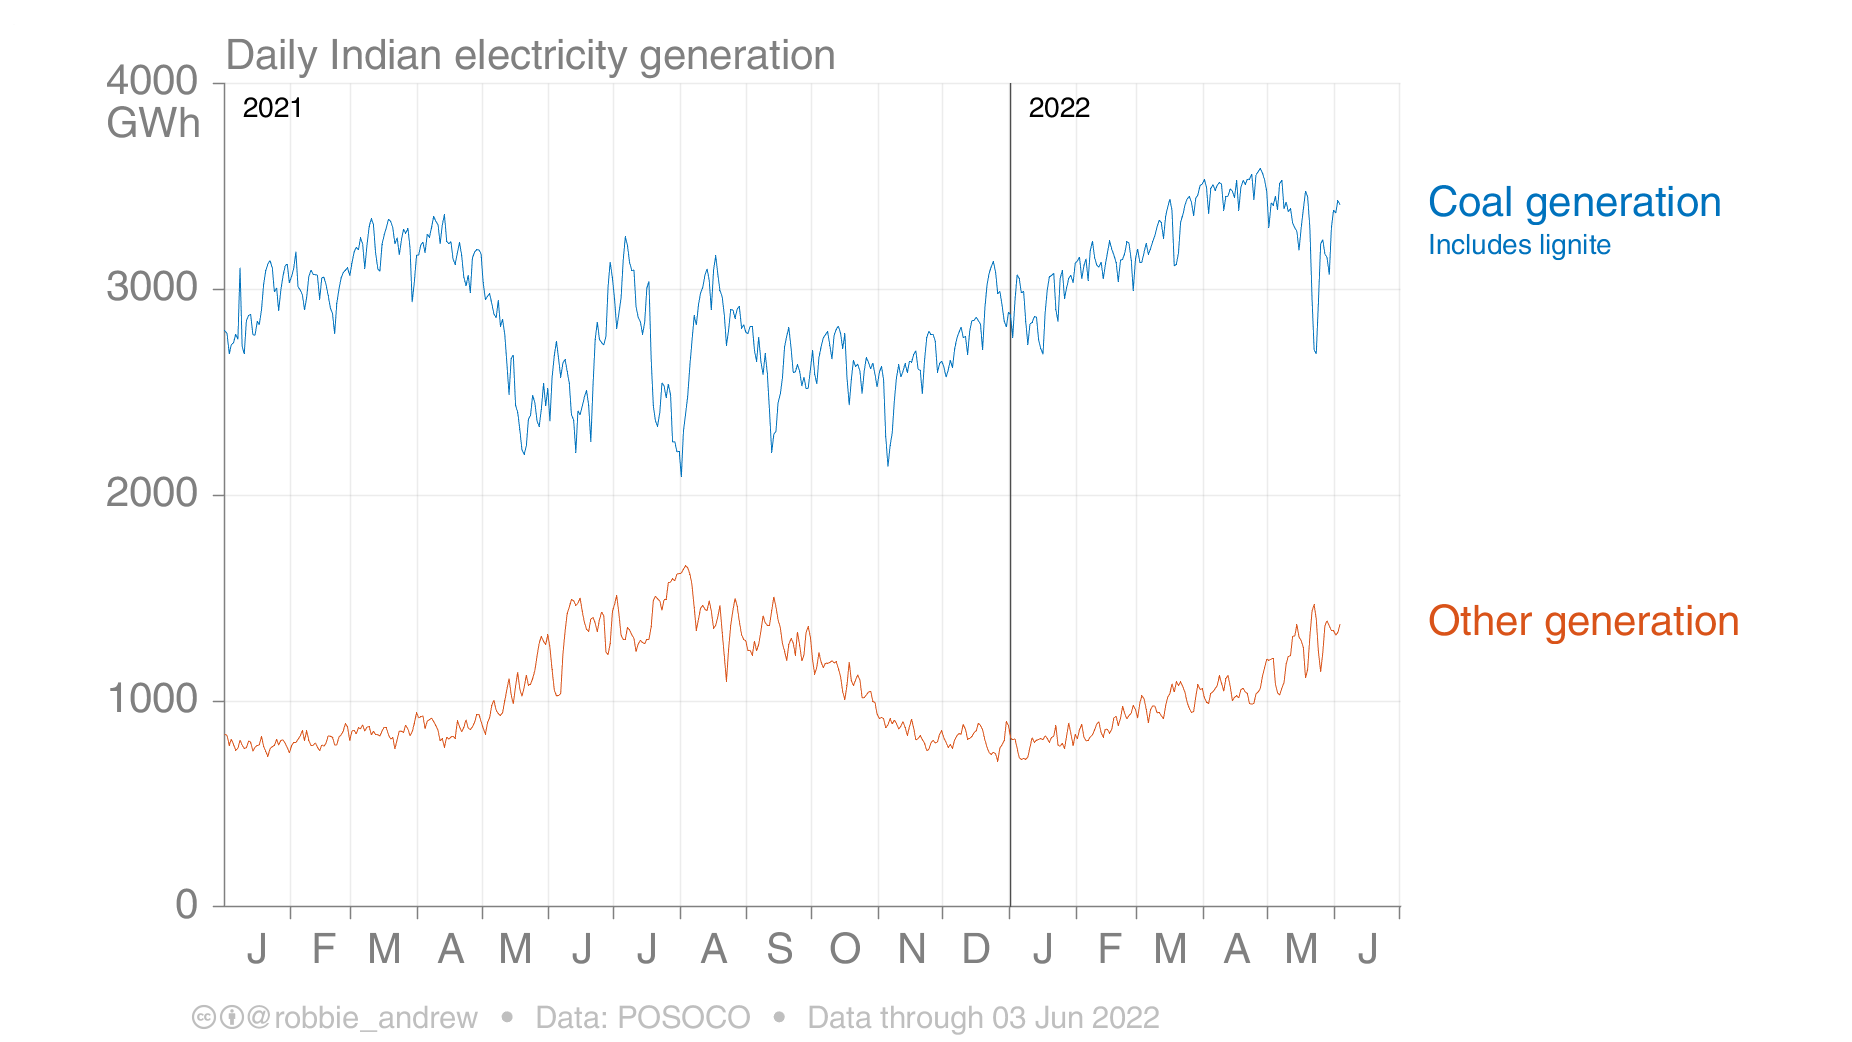 Daily Indian electricity generation
4000
GWh
2021
2022
Coal generation
Includes lignite
3000
2000
Other generation
1000
0
J F M A M J J A S O N D J F M A M J
@robbie_andrew • Data: POSOCO • Data through 03 Jun 2022